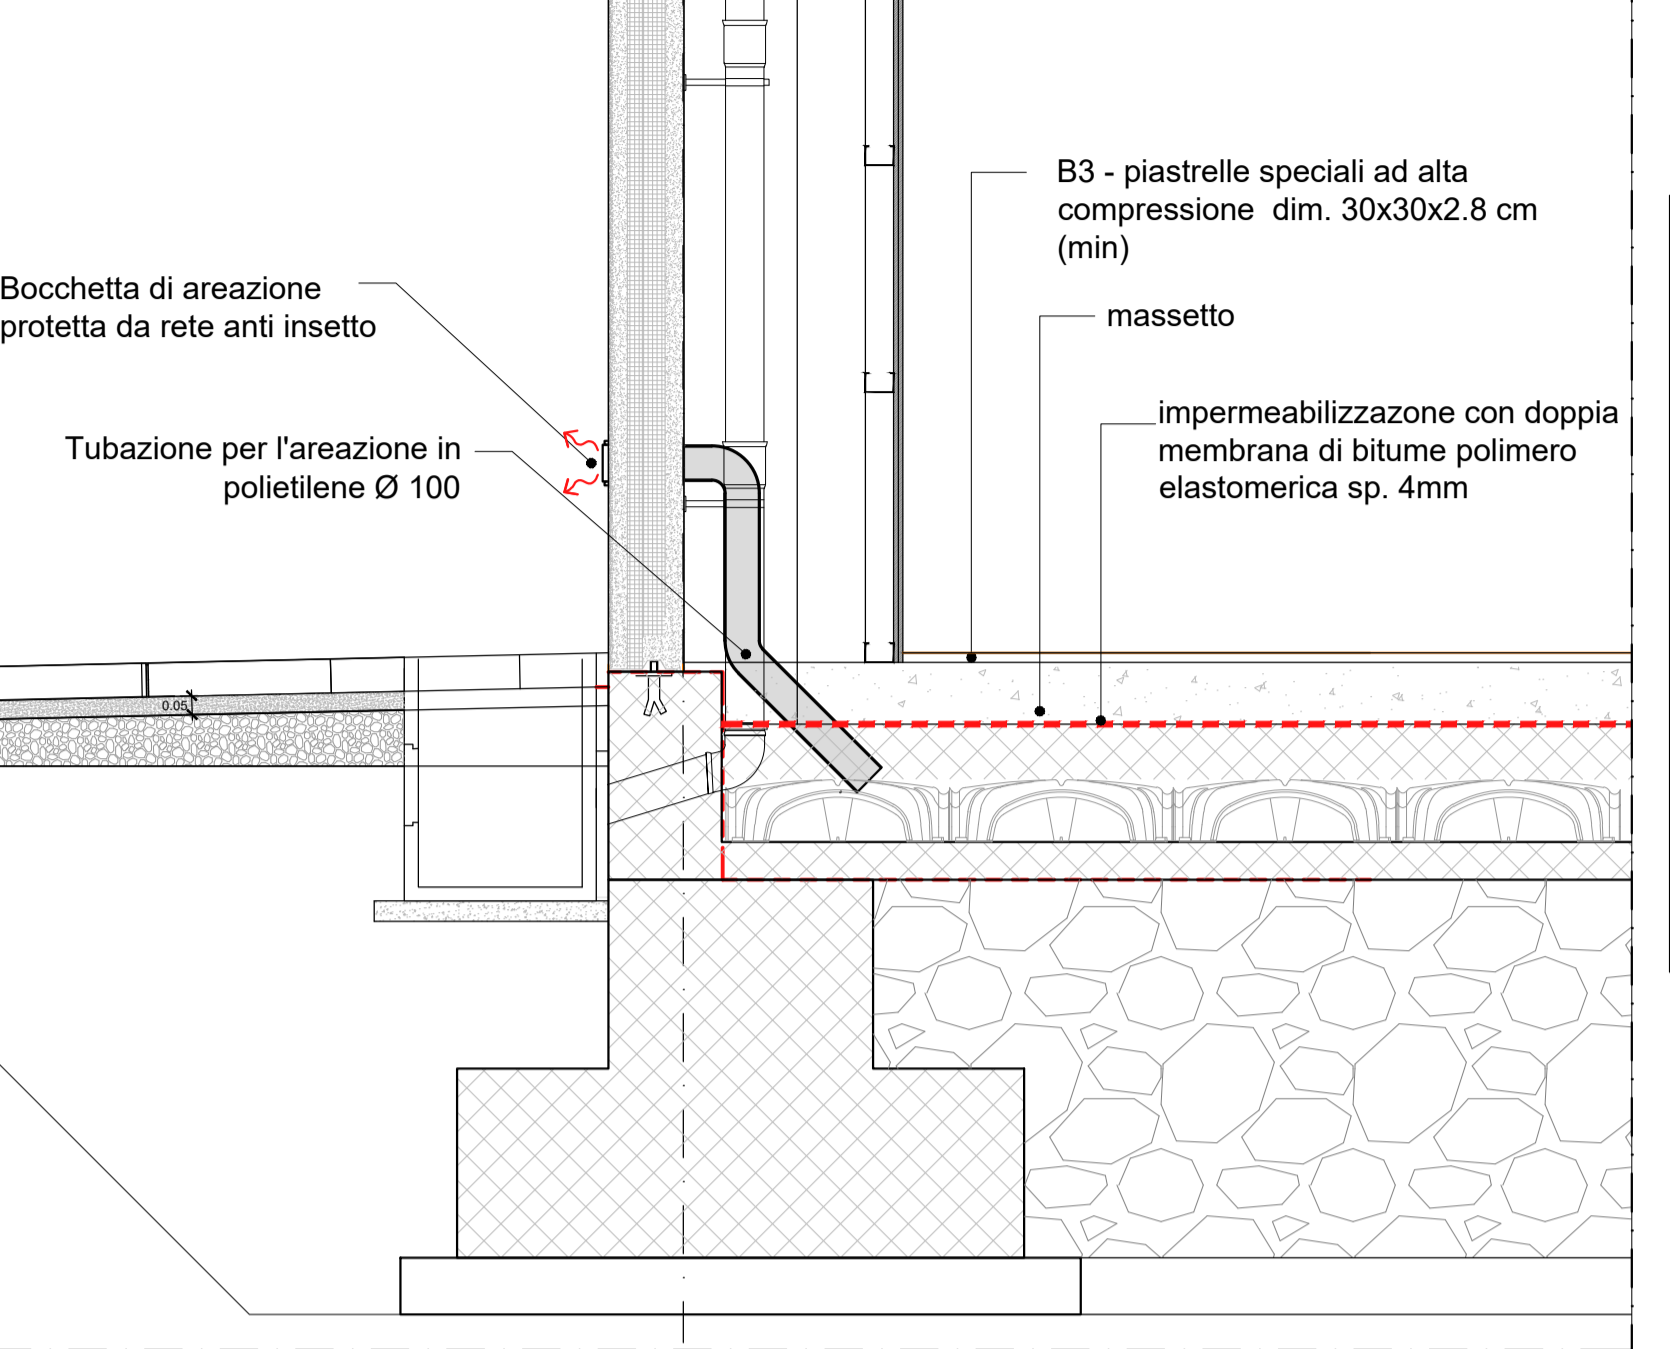 B3 - piastrelle speciali ad alta
compressione  dim. 30x30x2.8 cm
(min)
Bocchetta di areazione
protetta da rete anti insetto
massetto
impermeabilizzazone con doppia
membrana di bitume polimero
elastomerica sp. 4mm
Tubazione per l'areazione in
polietilene Ø 100
0.05